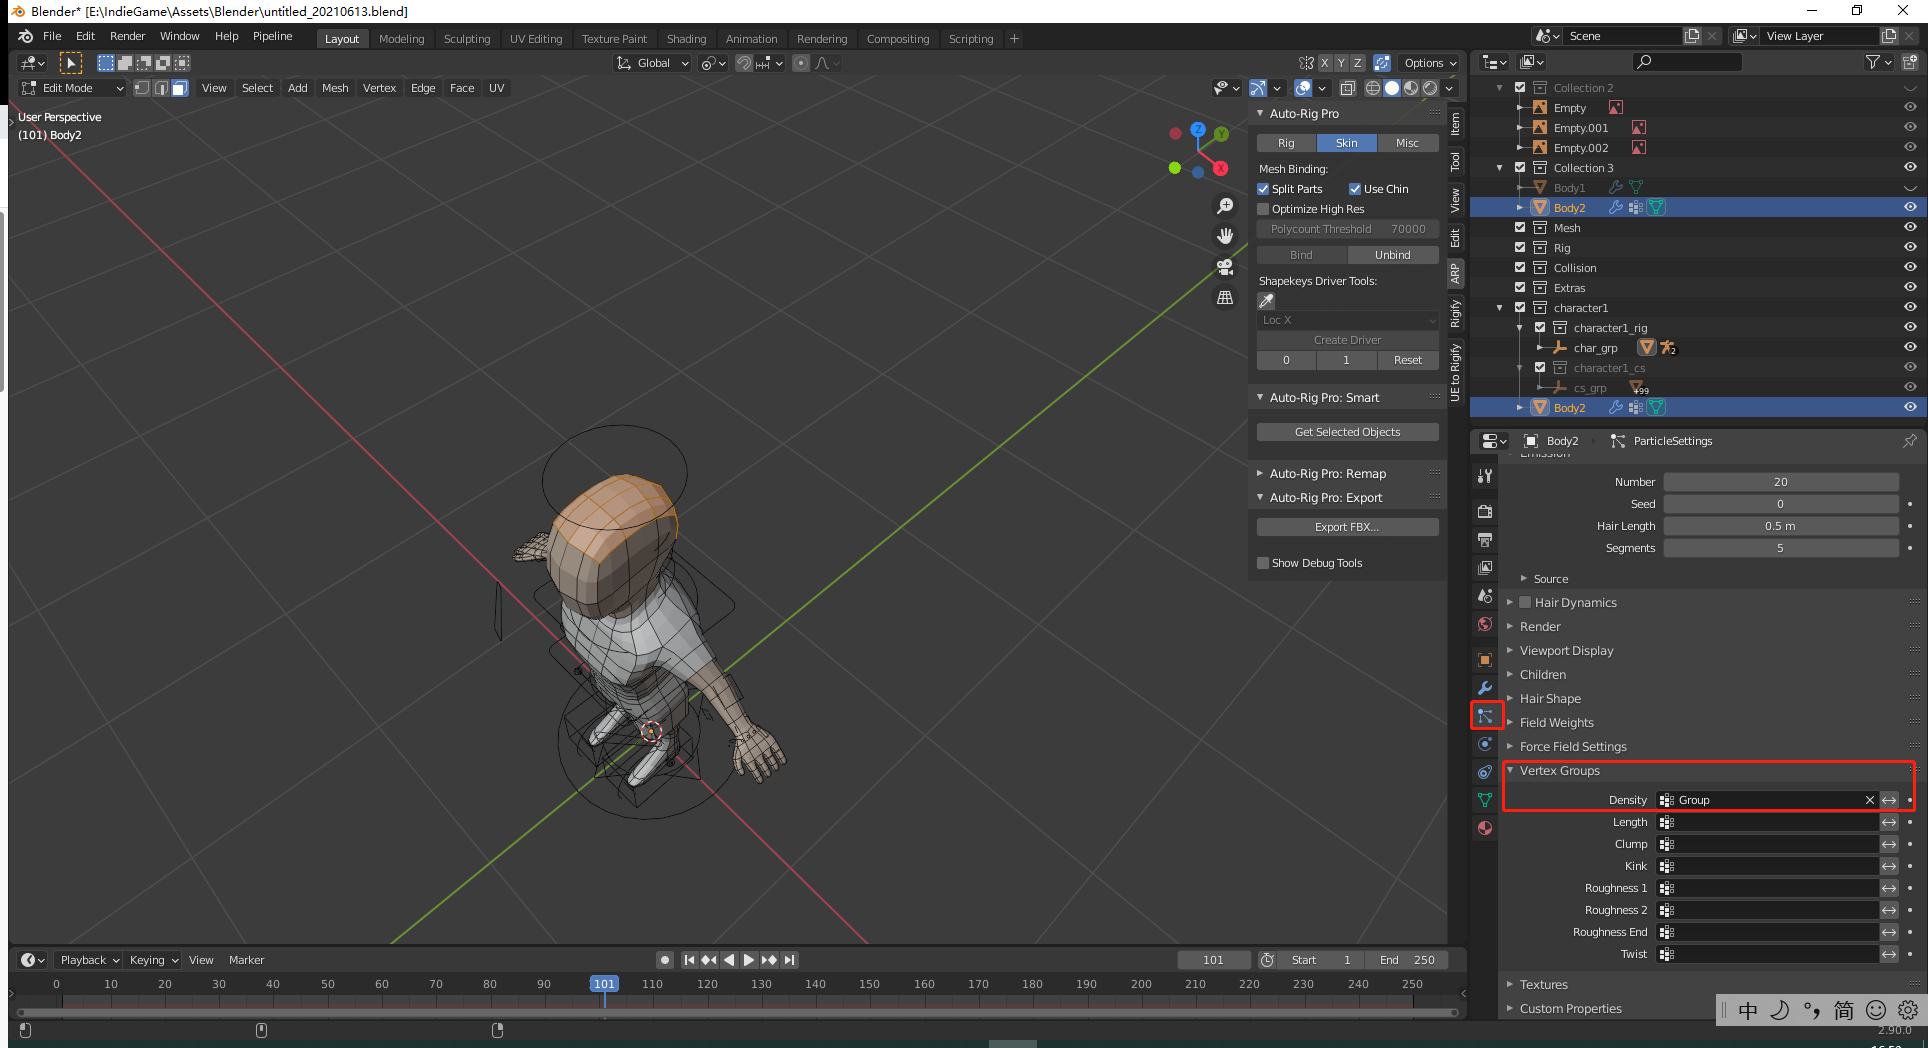 Blender* [E:\IndieGame\Assets\Blender\untitled_20210613.blend]
File Edit Render Window Help Pipeline
Layout Modeling Sculpting UV Editing Texture Paint Shading Animation Rendering Compositing Scripting +
Scene
View Layer
Global
X Y Z
Options
Edit Mode
View Select Add Mesh Vertex Edge Face UV
User Perspective
(101) Body2
Z
Y
X
Auto-Rig Pro
Rig Skin Misc
Mesh Binding:
Split Parts Use Chin
Optimize High Res
Polycount Threshold 70000
Bind Unbind
Shapekeys Driver Tools:
Loc X
Create Driver
0 1 Reset
Auto-Rig Pro: Smart
Get Selected Objects
Auto-Rig Pro: Remap
Auto-Rig Pro: Export
Export FBX...
Show Debug Tools
Item
Tool
View
Edit
ARP
Rigify
UE to Rigify
Collection 2
Empty
Empty.001
Empty.002
Collection 3
Body1
Body2
Mesh
Rig
Collision
Extras
character1
character1_rig
char_grp 2
character1_cs
cs_grp +99
Body2
Body2 ParticleSettings
Emission
Number 20
Seed 0
Hair Length 0.5 m
Segments 5
Source
Hair Dynamics
Render
Viewport Display
Children
Hair Shape
Field Weights
Force Field Settings
Vertex Groups
Density Group
Length
Clump
Kink
Roughness 1
Roughness 2
Roughness End
Twist
Textures
Custom Properties
Playback Keying View Marker
101
Start 1
End 250
0 10 20 30 40 50 60 70 80 90 101 110 120 130 140 150 160 170 180 190 200 210 220 230 240 250
中 °, 简
2.90.0